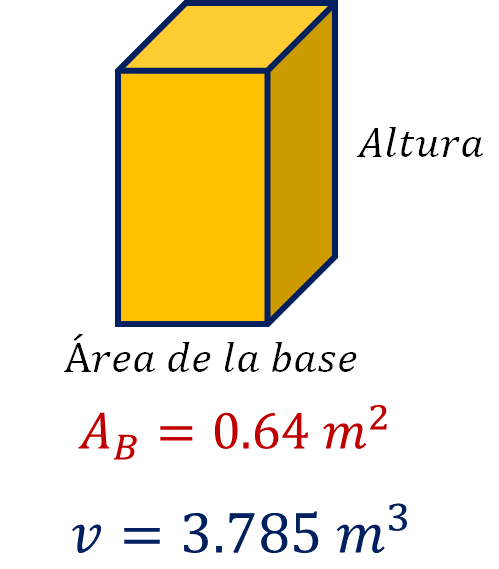 Altura
Área de la base
A_B = 0.64 m²
v = 3.785 m³